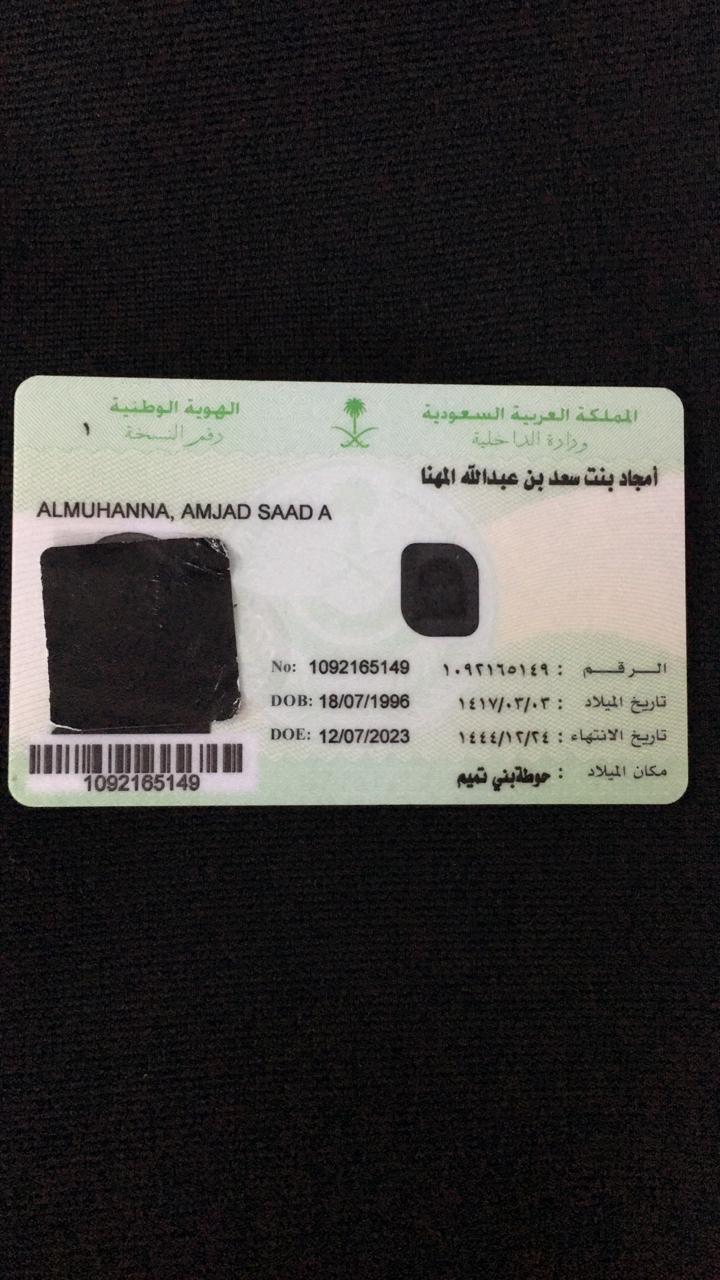 المملكة العربية السعودية
الهوية الوطنية
وزارة الداخلية
رقم النسخة ١
أمجاد بنت سعد بن عبدالله المهنا
ALMUHANNA, AMJAD SAAD A
الــرقــم : ١٠٩٢١٦٥١٤٩ No: 1092165149
تاريخ الميلاد : ١٤١٧/٠٣/٠٣ DOB: 18/07/1996
تاريخ الانتهاء : ١٤٤٤/١٢/٢٤ DOE: 12/07/2023
مكان الميلاد : حوطةبني تميم
1092165149